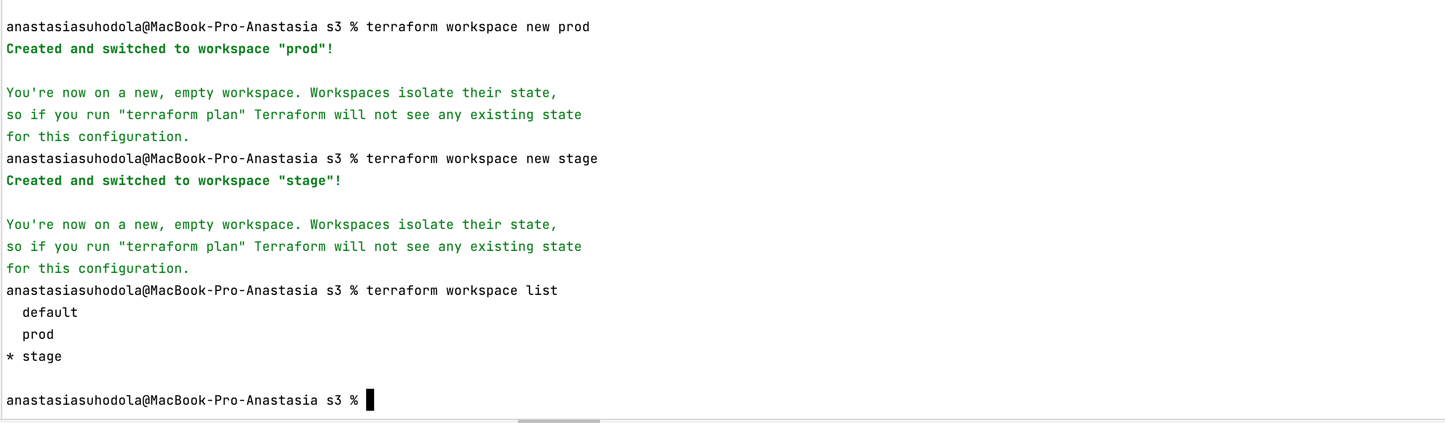 anastasiasuhodola@MacBook-Pro-Anastasia s3 % terraform workspace new prod
Created and switched to workspace "prod"!
You're now on a new, empty workspace. Workspaces isolate their state,
so if you run "terraform plan" Terraform will not see any existing state
for this configuration.
anastasiasuhodola@MacBook-Pro-Anastasia s3 % terraform workspace new stage
Created and switched to workspace "stage"!
You're now on a new, empty workspace. Workspaces isolate their state,
so if you run "terraform plan" Terraform will not see any existing state
for this configuration.
anastasiasuhodola@MacBook-Pro-Anastasia s3 % terraform workspace list
  default
  prod
* stage
anastasiasuhodola@MacBook-Pro-Anastasia s3 %